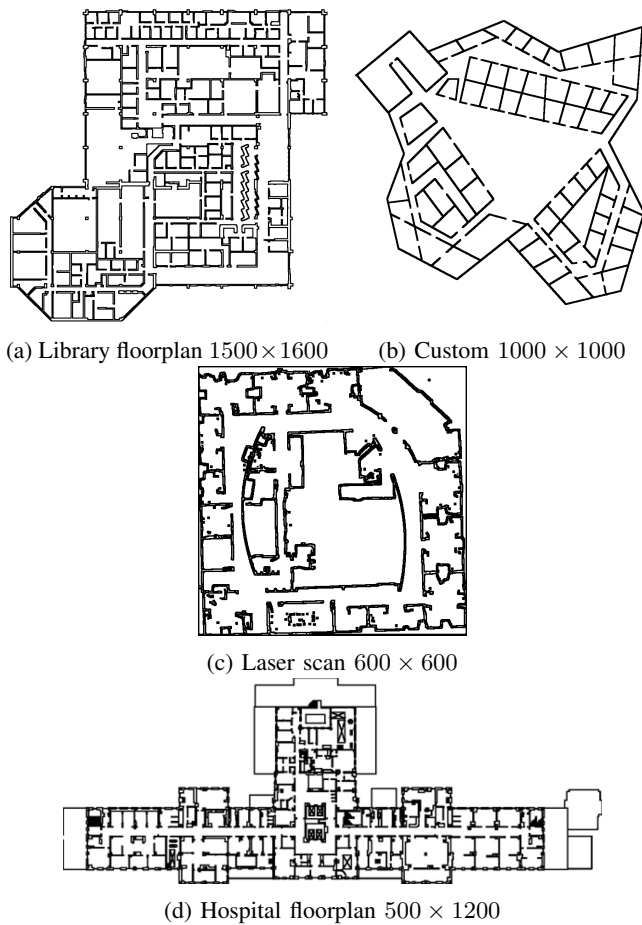 (a) Library floorplan 1500×1600
(b) Custom 1000 × 1000
(c) Laser scan 600 × 600
(d) Hospital floorplan 500 × 1200